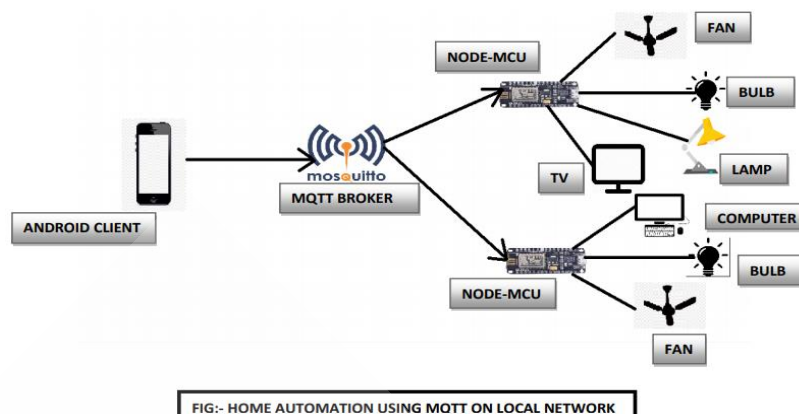 FAN
NODE-MCU
BULB
mosquitto
MQTT BROKER
TV
LAMP
ANDROID CLIENT
COMPUTER
BULB
NODE-MCU
FAN
FIG:- HOME AUTOMATION USING MQTT ON LOCAL NETWORK